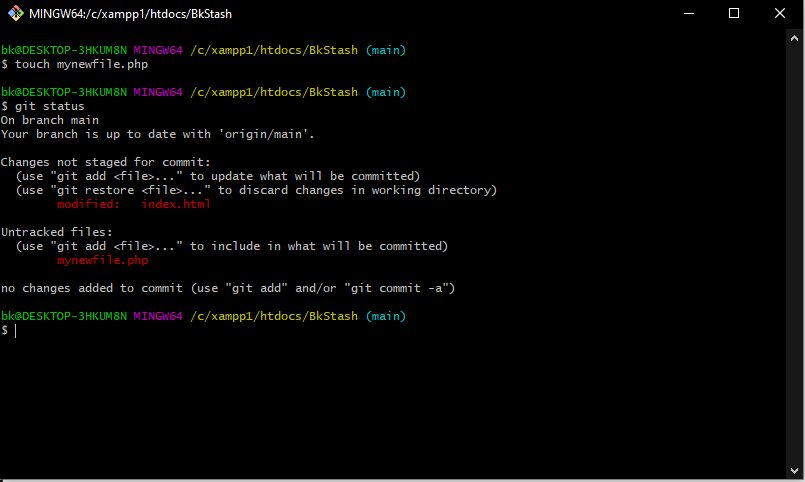 MINGW64:/c/xampp1/htdocs/BkStash
bk@DESKTOP-3HKUM8N MINGW64 /c/xampp1/htdocs/BkStash (main)
$ touch mynewfile.php
bk@DESKTOP-3HKUM8N MINGW64 /c/xampp1/htdocs/BkStash (main)
$ git status
On branch main
Your branch is up to date with 'origin/main'.
Changes not staged for commit:
  (use "git add <file>..." to update what will be committed)
  (use "git restore <file>..." to discard changes in working directory)
        modified:   index.html
Untracked files:
  (use "git add <file>..." to include in what will be committed)
        mynewfile.php
no changes added to commit (use "git add" and/or "git commit -a")
bk@DESKTOP-3HKUM8N MINGW64 /c/xampp1/htdocs/BkStash (main)
$